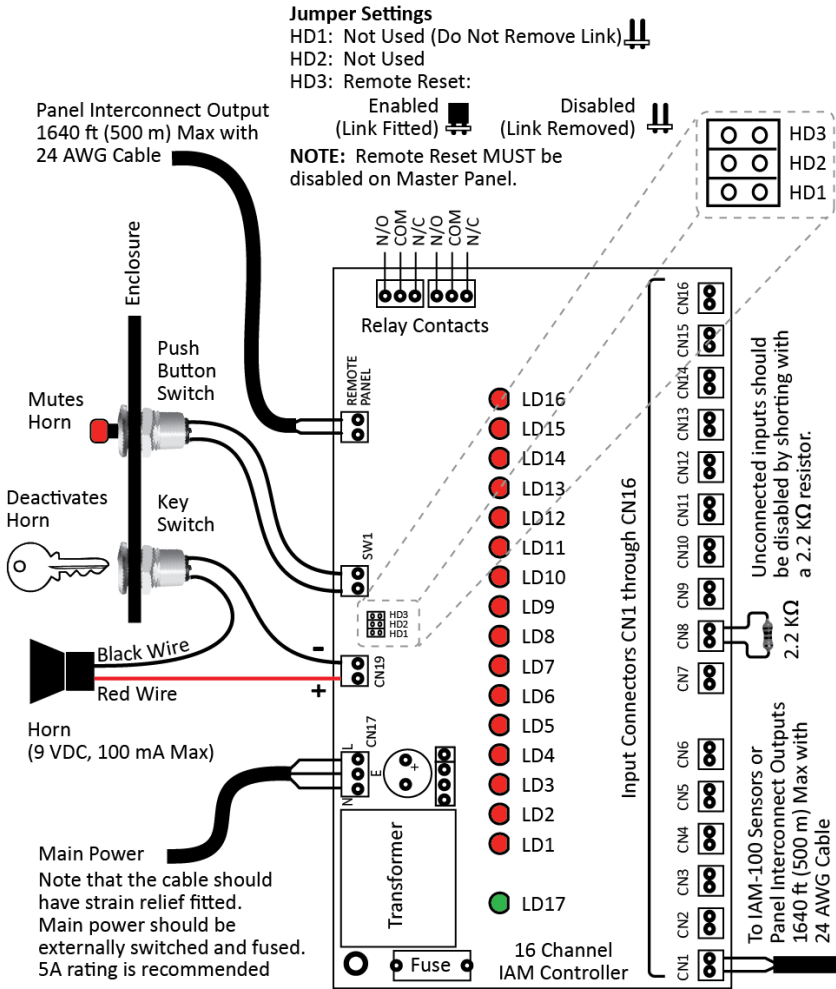 Jumper Settings
HD1: Not Used (Do Not Remove Link)
HD2: Not Used
HD3: Remote Reset:
Enabled
(Link Fitted)
Disabled
(Link Removed)
NOTE: Remote Reset MUST be
disabled on Master Panel.
HD3
HD2
HD1
Panel Interconnect Output
1640 ft (500 m) Max with
24 AWG Cable
Enclosure
N/O
COM
N/C
N/O
COM
N/C
Relay Contacts
Push
Button
Switch
Mutes
Horn
REMOTE
PANEL
Deactivates
Horn
Key
Switch
SW1
HD3
HD2
HD1
Black Wire
-
Red Wire
+
CN19
Horn
(9 VDC, 100 mA Max)
L
CN17
E
N
+
Main Power
Note that the cable should
have strain relief fitted.
Main power should be
externally switched and fused.
5A rating is recommended
Transformer
Fuse
LD16
LD15
LD14
LD13
LD12
LD11
LD10
LD9
LD8
LD7
LD6
LD5
LD4
LD3
LD2
LD1
LD17
16 Channel
IAM Controller
Input Connectors CN1 through CN16
CN16
CN15
CN14
CN13
CN12
CN11
CN10
CN9
CN8
CN7
CN6
CN5
CN4
CN3
CN2
CN1
Unconnected inputs should
be disabled by shorting with
a 2.2 KΩ resistor.
2.2 KΩ
To IAM-100 Sensors or
Panel Interconnect Outputs
1640 ft (500 m) Max with
24 AWG Cable